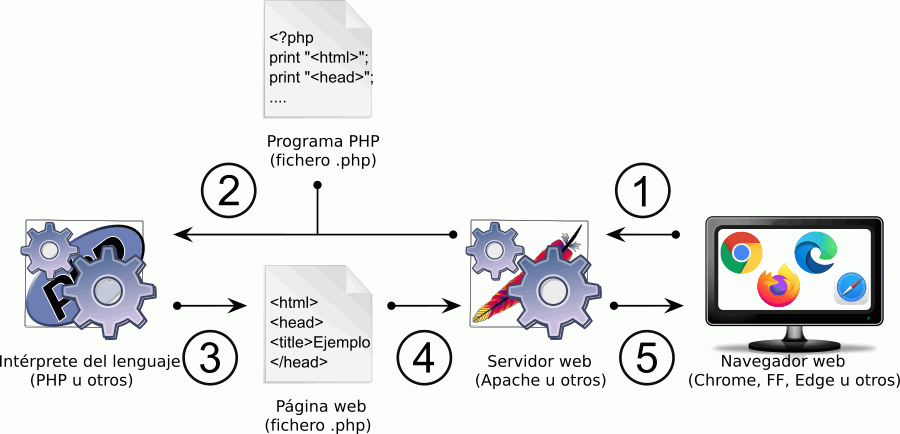 <?php
print "<html>";
print "<head>";
....
Programa PHP
(fichero .php)
2
1
PHP
<html>
<head>
<title>Ejemplo
</head>
3
4
5
Intérprete del lenguaje
(PHP u otros)
Página web
(fichero .php)
Servidor web
(Apache u otros)
Navegador web
(Chrome, FF, Edge u otros)